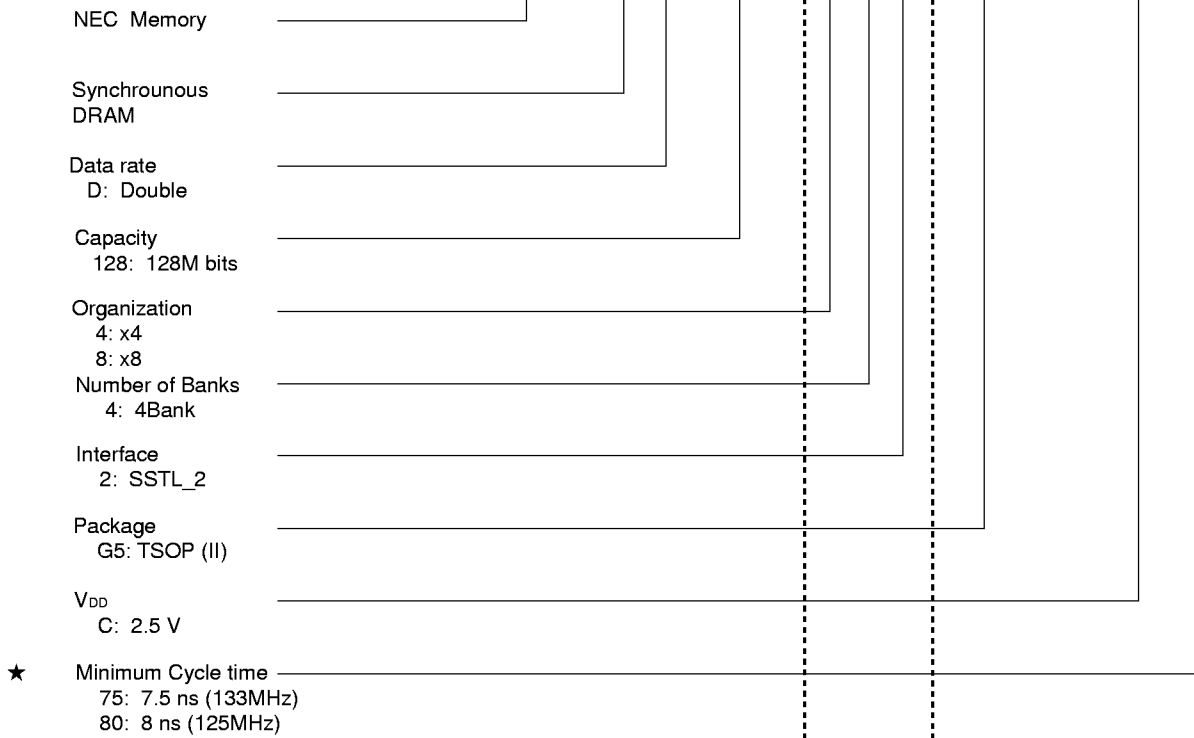 NEC Memory
Synchrounous
DRAM
Data rate
D: Double
Capacity
128: 128M bits
Organization
4: x4
8: x8
Number of Banks
4: 4Bank
Interface
2: SSTL_2
Package
G5: TSOP (II)
VDD
C: 2.5 V
★ Minimum Cycle time
75: 7.5 ns (133MHz)
80: 8 ns (125MHz)